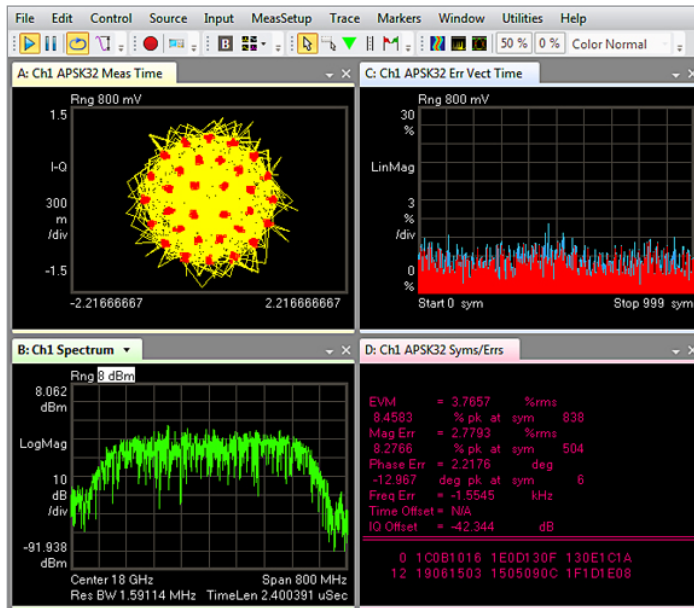 File Edit Control Source Input MeasSetup Trace Markers Window Utilities Help
B 50 % 0 % Color Normal
A: Ch1 APSK32 Meas Time
Rng 800 mV
1.5
I-Q
300
m
/div
-1.5
-2.21666667 2.216666667
C: Ch1 APSK32 Err Vect Time
Rng 800 mV
30
%
LinMag
3
%
/div
0
%
Start 0 sym Stop 999 sym
B: Ch1 Spectrum
Rng 8 dBm
8.062
dBm
LogMag
10
dB
/div
-91.938
dBm
Center 18 GHz Span 800 MHz
Res BW 1.59114 MHz TimeLen 2.400391 uSec
D: Ch1 APSK32 Syms/Errs
EVM = 3.7657 %rms
8.4583 % pk at sym 838
Mag Err = 2.7793 %rms
8.2766 % pk at sym 504
Phase Err = 2.2176 deg
-12.967 deg pk at sym 6
Freq Err = -1.5545 kHz
Time Offset = N/A
IQ Offset = -42.344 dB
0 1C0B1016 1E0D130F 130E1C1A
12 19061503 1505090C 1F1D1E08